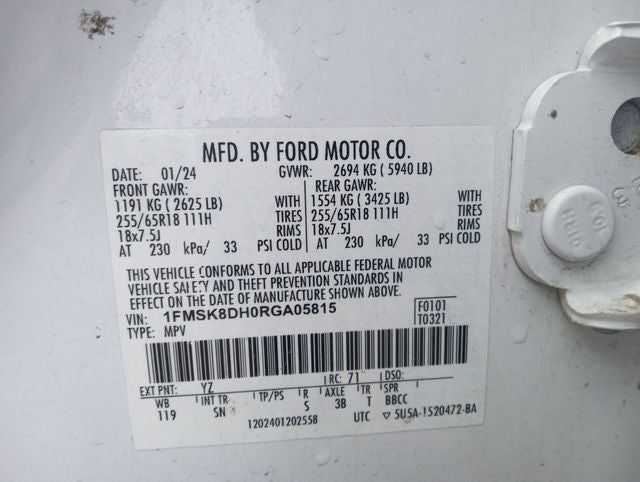 MFD. BY FORD MOTOR CO.
DATE: 01/24 GVWR: 2694 KG ( 5940 LB)
FRONT GAWR: REAR GAWR:
1191 KG ( 2625 LB) WITH 1554 KG ( 3425 LB) WITH
255/65R18 111H TIRES 255/65R18 111H TIRES
18x7.5J RIMS 18x7.5J RIMS
AT 230 kPa/ 33 PSI COLD AT 230 kPa/ 33 PSI COLD
THIS VEHICLE CONFORMS TO ALL APPLICABLE FEDERAL MOTOR
VEHICLE SAFETY AND THEFT PREVENTION STANDARDS IN
EFFECT ON THE DATE OF MANUFACTURE SHOWN ABOVE.
VIN: 1FMSK8DH0RGA05815 F0101
TYPE: MPV T0321
EXT PNT: YZ RC: 71 DSO:
WB INT TR TP/PS R AXLE TR SPR
119 SN S 3B T BBCC
1202401202558 UTC ▽ 5U5A-1520472-BA